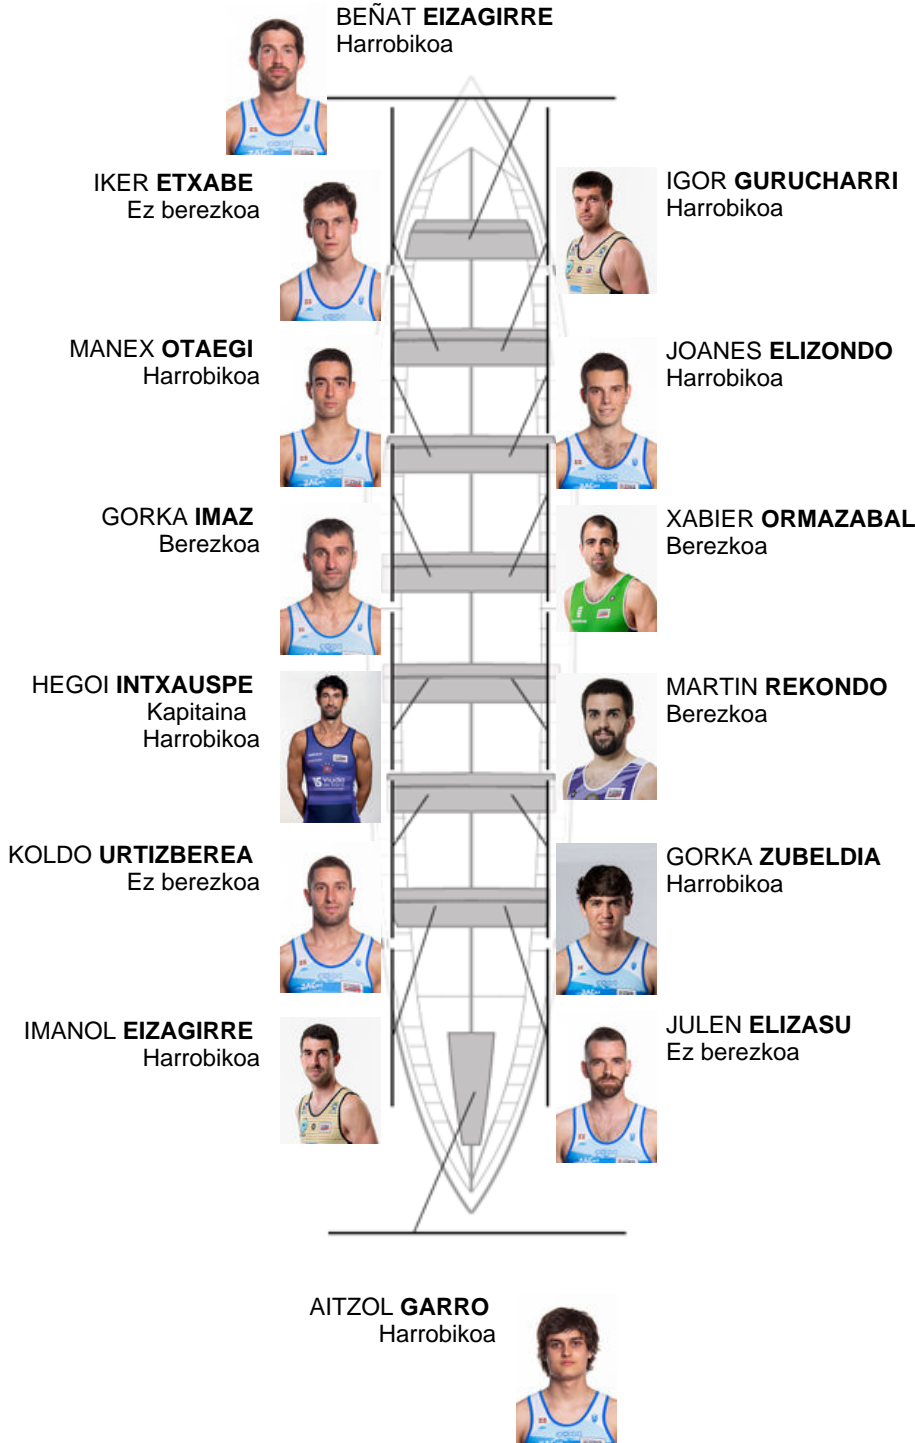 BEÑAT EIZAGIRRE
Harrobikoa
IKER ETXABE
Ez berezkoa
IGOR GURUCHARRI
Harrobikoa
MANEX OTAEGI
Harrobikoa
JOANES ELIZONDO
Harrobikoa
GORKA IMAZ
Berezkoa
XABIER ORMAZABAL
Berezkoa
HEGOI INTXAUSPE
Kapitaina
Harrobikoa
MARTIN REKONDO
Berezkoa
KOLDO URTIZBEREA
Ez berezkoa
GORKA ZUBELDIA
Harrobikoa
IMANOL EIZAGIRRE
Harrobikoa
JULEN ELIZASU
Ez berezkoa
AITZOL GARRO
Harrobikoa